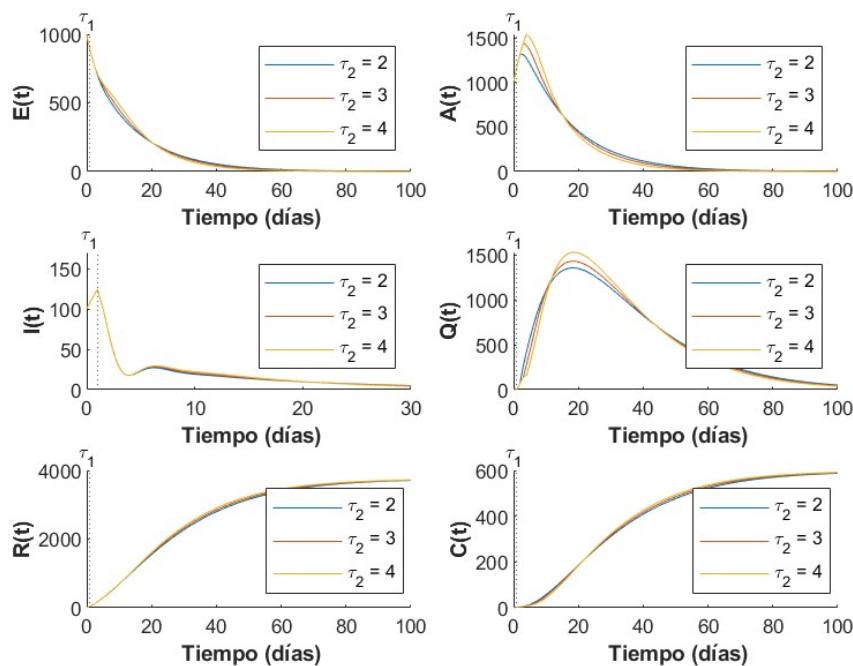 τ1
1000
500
0
E(t)
τ2 = 2
τ2 = 3
τ2 = 4
0 20 40 60 80 100
Tiempo (días)
τ1
1500
1000
500
0
A(t)
τ2 = 2
τ2 = 3
τ2 = 4
0 20 40 60 80 100
Tiempo (días)
τ1
150
100
50
0
I(t)
τ2 = 2
τ2 = 3
τ2 = 4
0 10 20 30
Tiempo (días)
τ1
1500
1000
500
0
Q(t)
τ2 = 2
τ2 = 3
τ2 = 4
0 20 40 60 80 100
Tiempo (días)
τ1
4000
2000
0
R(t)
τ2 = 2
τ2 = 3
τ2 = 4
0 20 40 60 80 100
Tiempo (días)
τ1
600
400
200
0
C(t)
τ2 = 2
τ2 = 3
τ2 = 4
0 20 40 60 80 100
Tiempo (días)